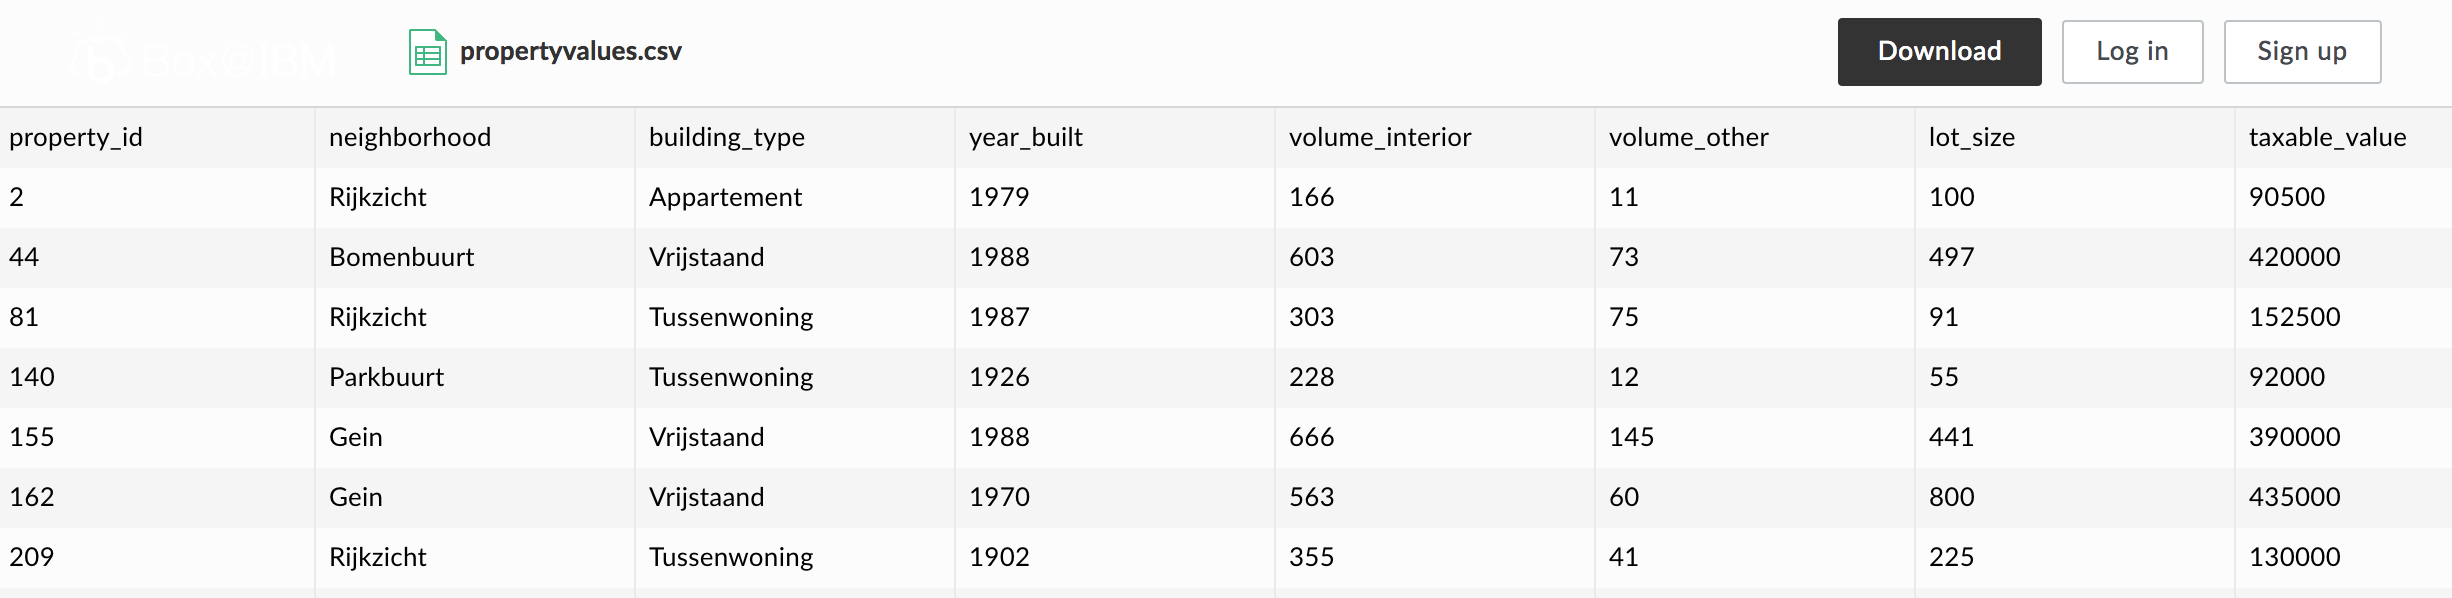 Box@IBM
propertyvalues.csv
Download
Log in
Sign up
property_id neighborhood building_type year_built volume_interior volume_other lot_size taxable_value
2 Rijkzicht Appartement 1979 166 11 100 90500
44 Bomenbuurt Vrijstaand 1988 603 73 497 420000
81 Rijkzicht Tussenwoning 1987 303 75 91 152500
140 Parkbuurt Tussenwoning 1926 228 12 55 92000
155 Gein Vrijstaand 1988 666 145 441 390000
162 Gein Vrijstaand 1970 563 60 800 435000
209 Rijkzicht Tussenwoning 1902 355 41 225 130000